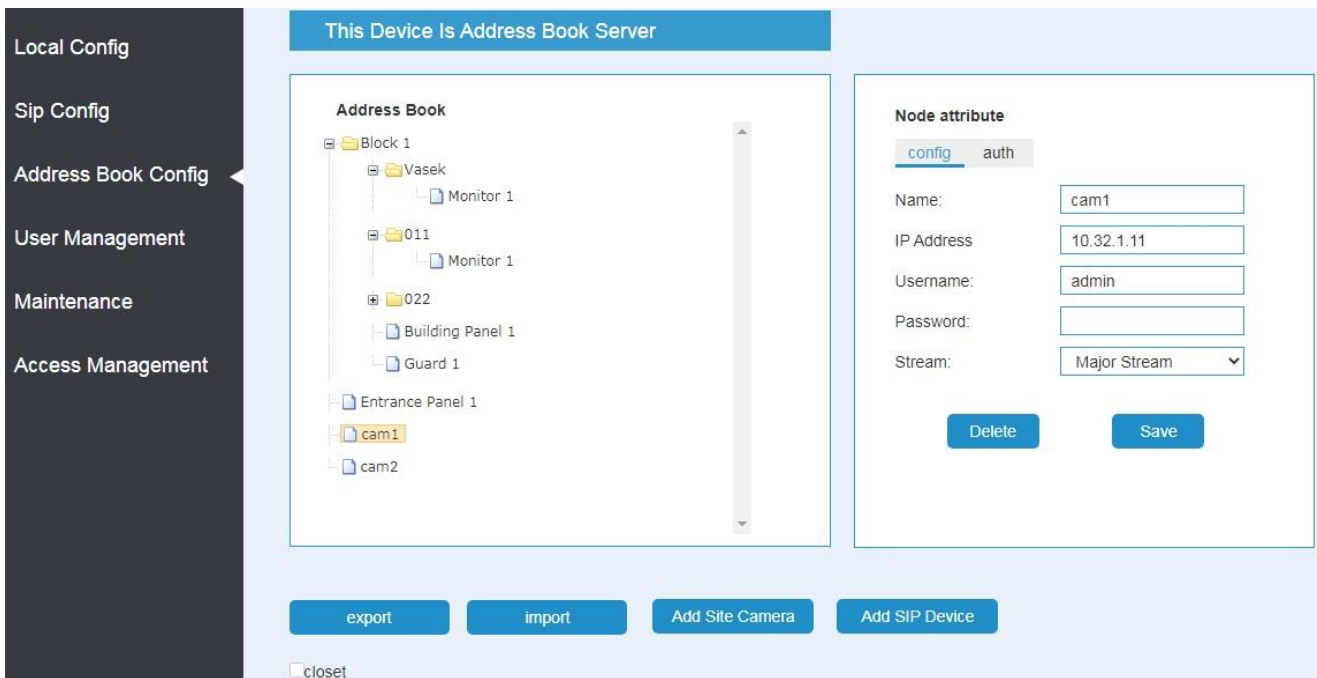 Local Config
Sip Config
Address Book Config
User Management
Maintenance
Access Management
This Device Is Address Book Server
Address Book
Block 1
Vasek
Monitor 1
011
Monitor 1
022
Building Panel 1
Guard 1
Entrance Panel 1
cam1
cam2
Node attribute
config auth
Name: cam1
IP Address 10.32.1.11
Username: admin
Password:
Stream: Major Stream
Delete Save
export import Add Site Camera Add SIP Device
closet